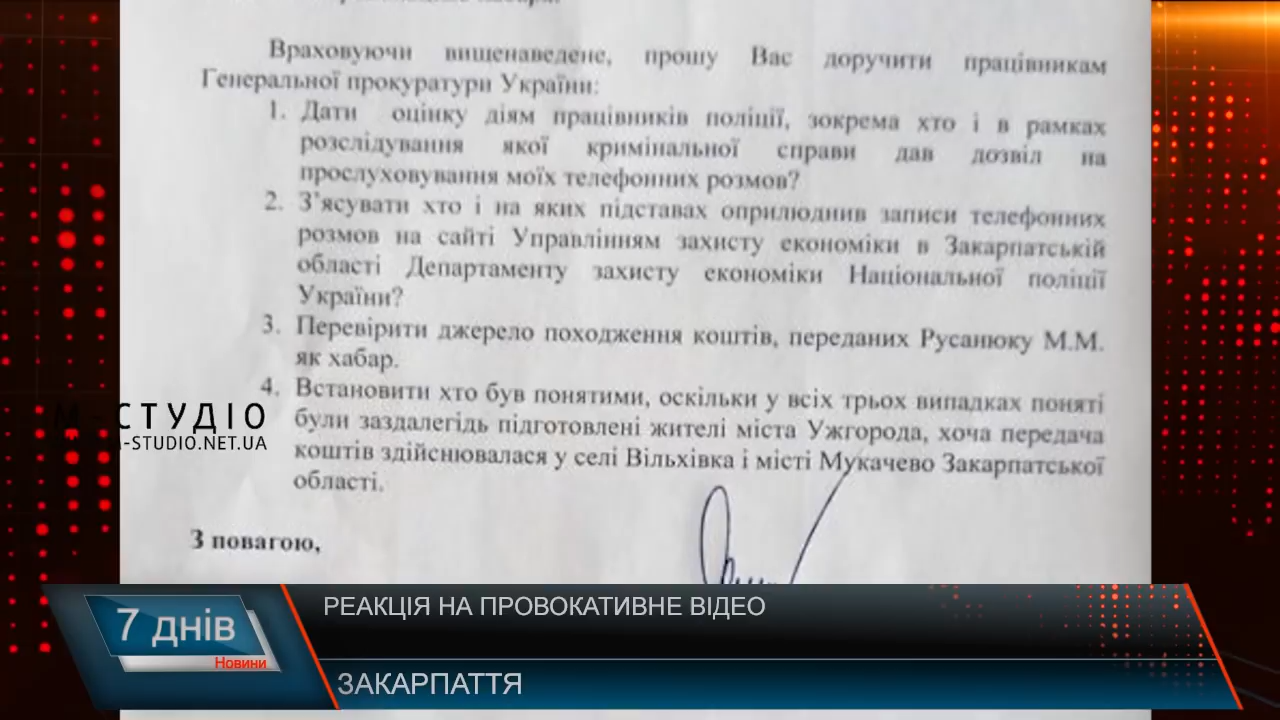 Враховуючи вищенаведене, прошу Вас доручити працівникам
Генеральної прокуратури України:
1. Дати оцінку діям працівників поліції, зокрема хто і в рамках
розслідування якої кримінальної справи дав дозвіл на
прослуховування моїх телефонних розмов?
2. З'ясувати хто і на яких підставах оприлюднив записи телефонних
розмов на сайті Управлінням захисту економіки в Закарпатській
області Департаменту захисту економіки Національної поліції
України?
3. Перевірити джерело походження коштів, переданих Русанюку М.М.
як хабар.
4. Встановити хто був понятими, оскільки у всіх трьох випадках поняті
були заздалегідь підготовлені жителі міста Ужгорода, хоча передача
коштів здійснювалася у селі Вільхівка і місті Мукачево Закарпатської
області.
З повагою,
М-СТУДІО
M-STUDIO.NET.UA
7 днів
Новини
РЕАКЦІЯ НА ПРОВОКАТИВНЕ ВІДЕО
ЗАКАРПАТТЯ